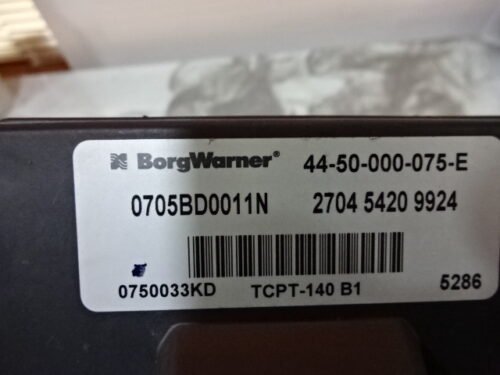 BorgWarner® 44-50-000-075-E
0705BD0011N 2704 5420 9924
0750033KD TCPT-140 B1 5286